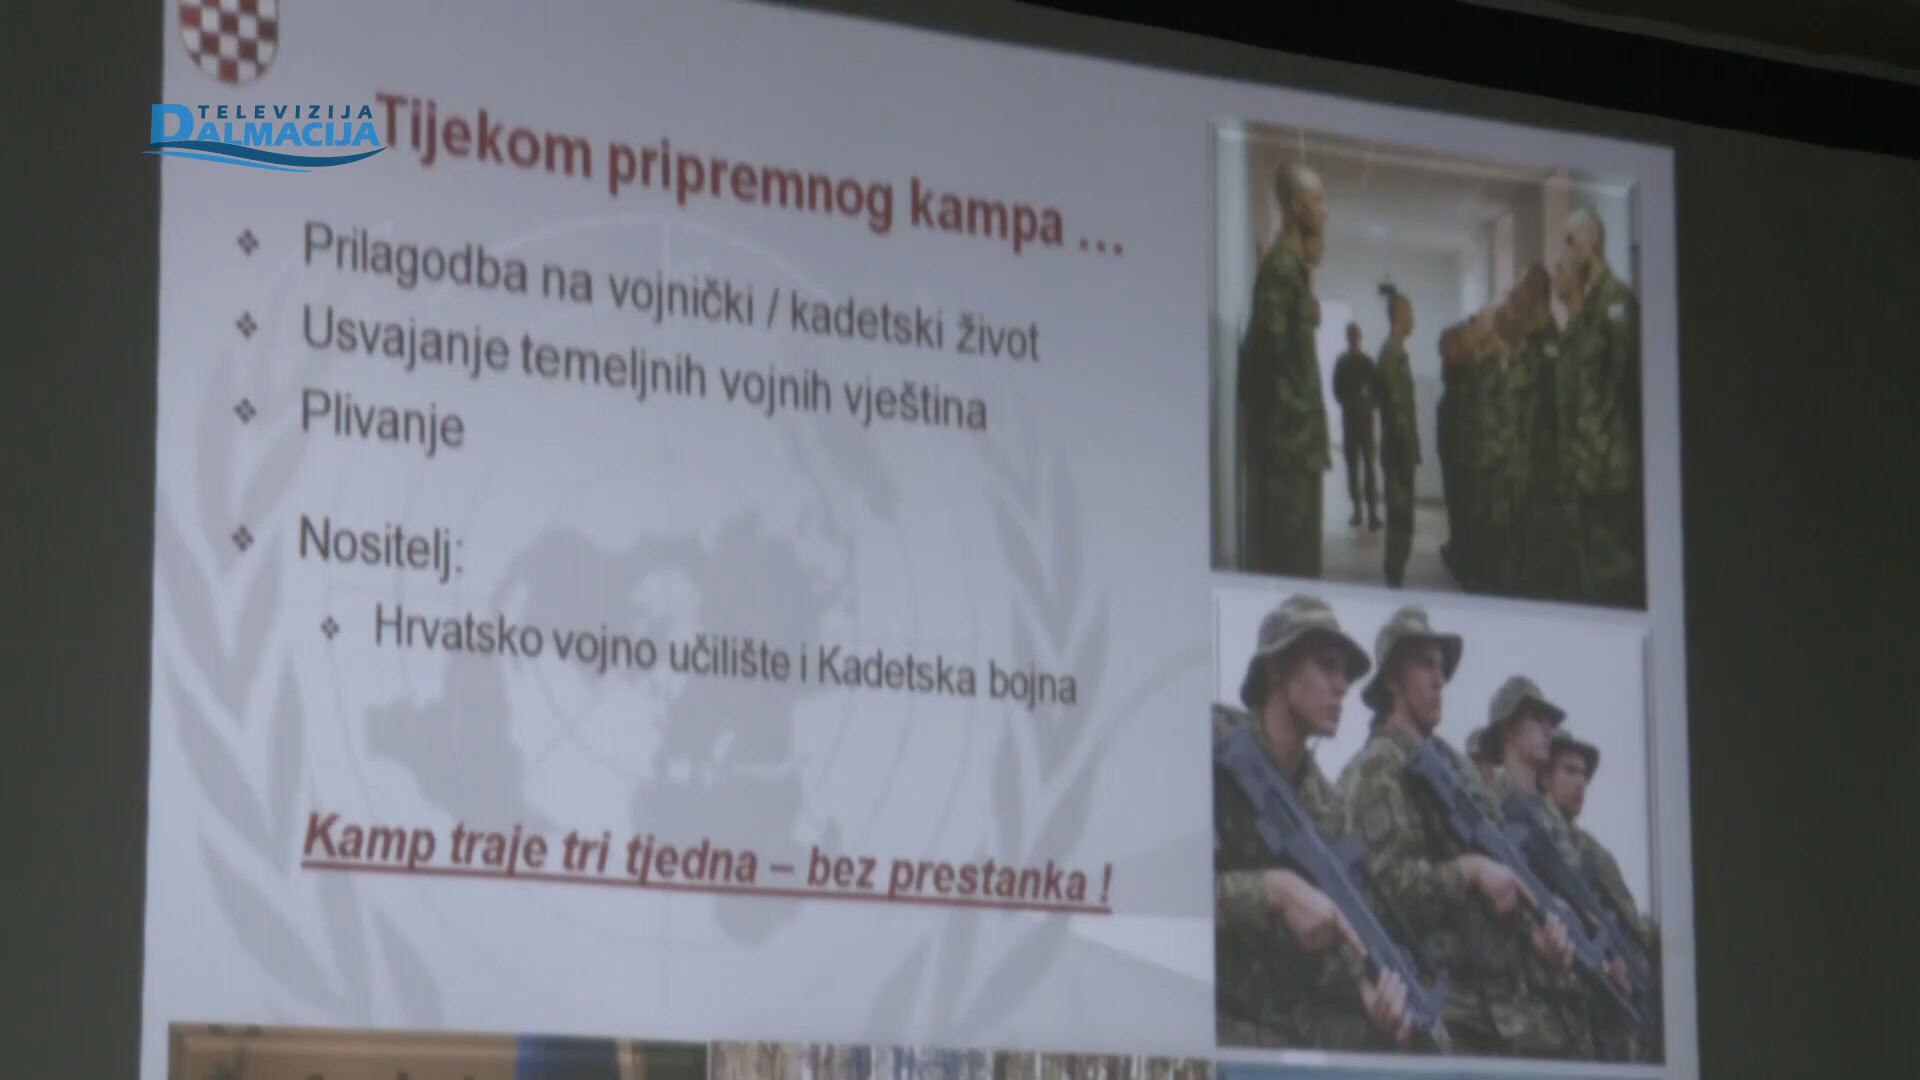 TELEVIZIJA
DALMACIJA
Tijekom pripremnog kampa ...
Prilagodba na vojnički / kadetski život
Usvajanje temeljnih vojnih vještina
Plivanje
Nositelj:
Hrvatsko vojno učilište i Kadetska bojna
Kamp traje tri tjedna – bez prestanka !